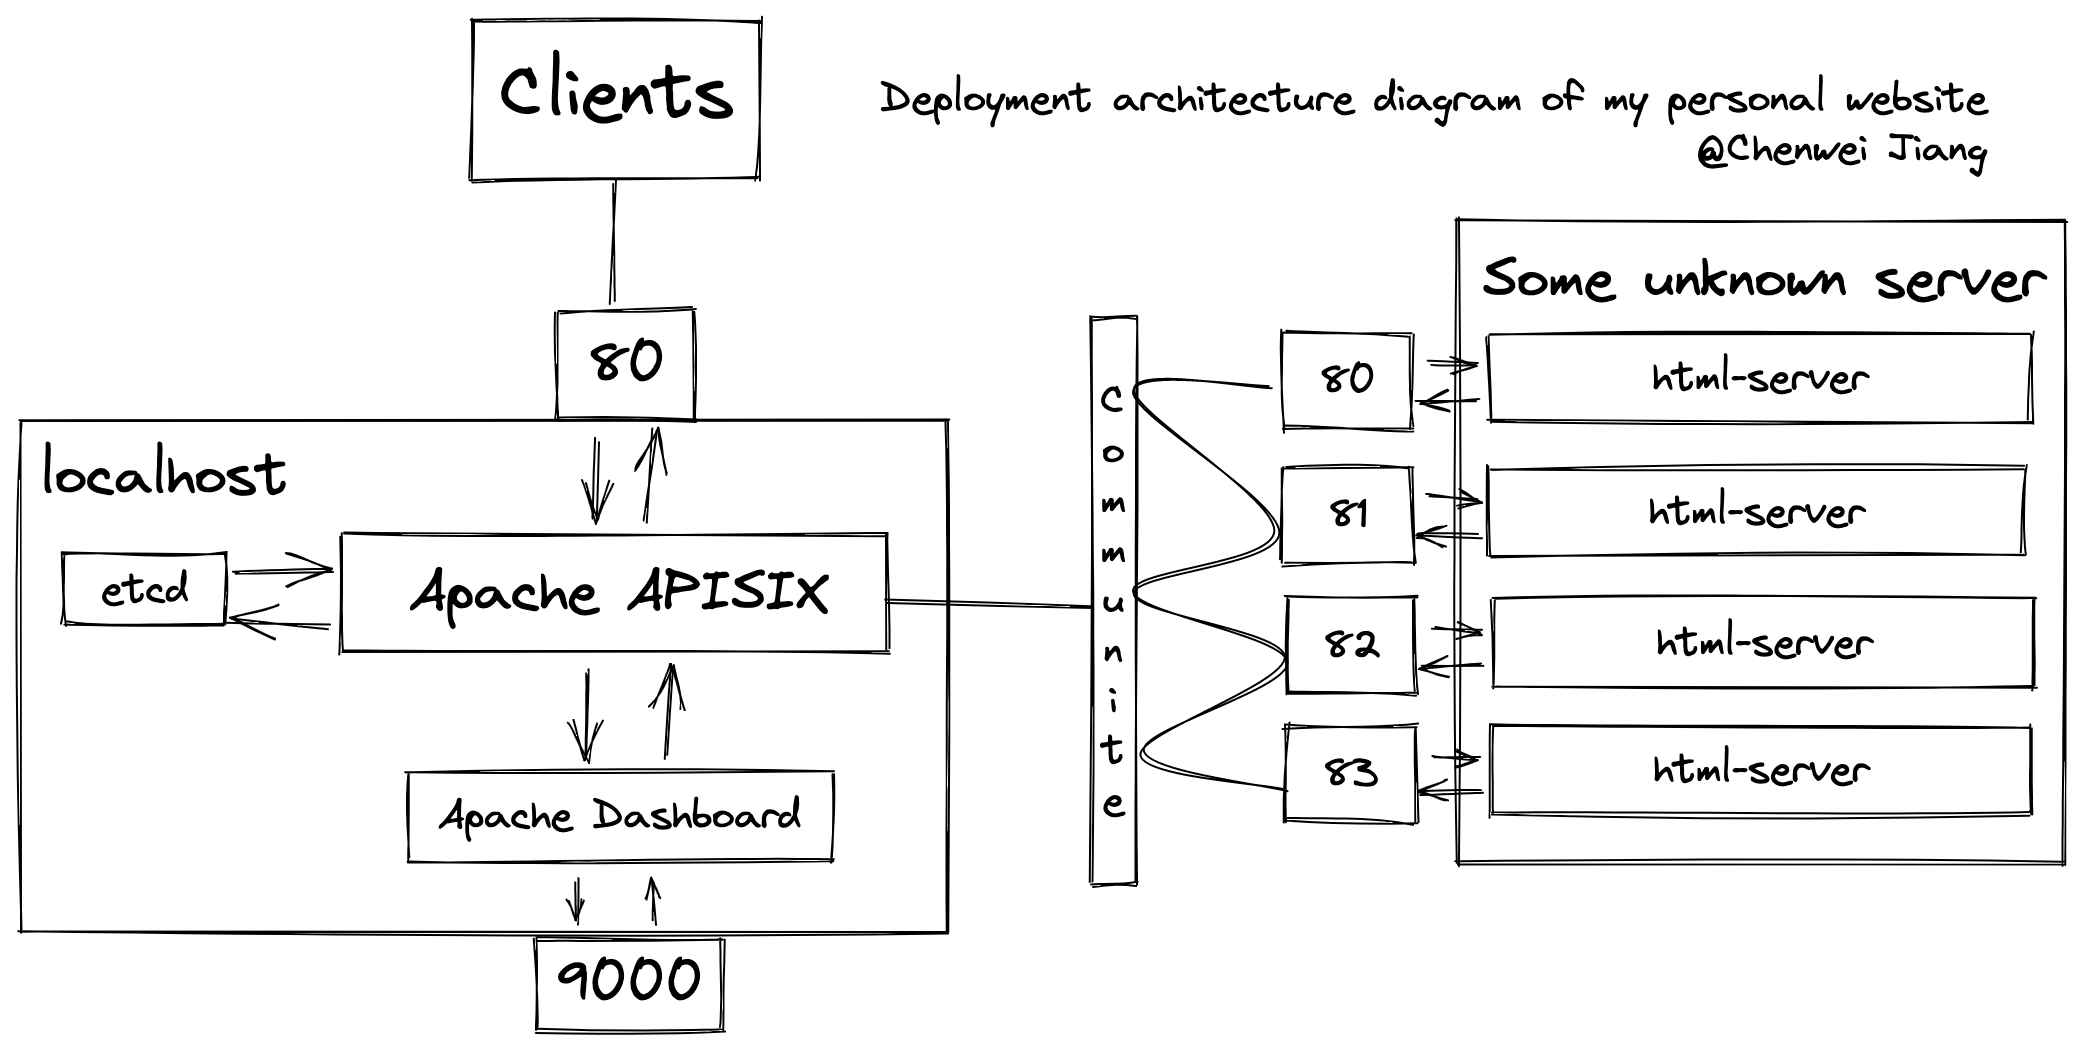 Clients
Deployment architecture diagram of my personal website
@Chenwei Jiang
80
localhost
etcd
Apache APISIX
Apache Dashboard
9000
Communite
Some unknown server
80
html-server
81
html-server
82
html-server
83
html-server